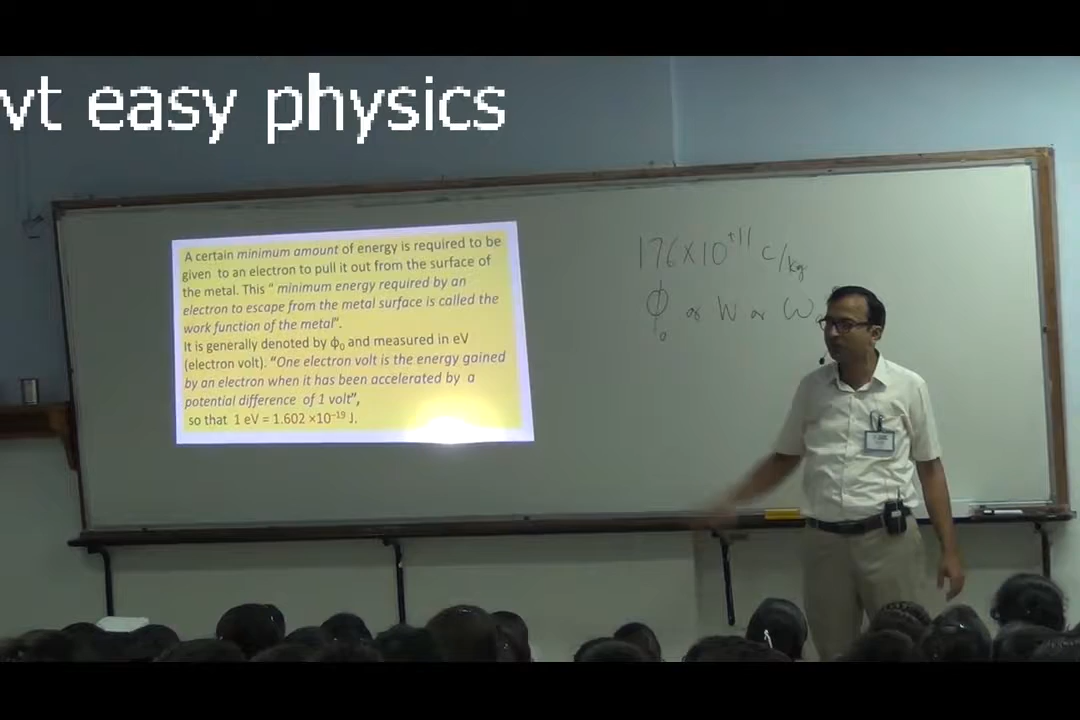 vt easy physics
A certain minimum amount of energy is required to be
given to an electron to pull it out from the surface of
the metal. This " minimum energy required by an
electron to escape from the metal surface is called the
work function of the metal".
It is generally denoted by ϕ₀ and measured in eV
(electron volt). "One electron volt is the energy gained
by an electron when it has been accelerated by a
potential difference of 1 volt",
so that 1 eV = 1.602 ×10⁻¹⁹ J.
176×10⁺¹¹ C/kg
ϕ₀ or W or W₀